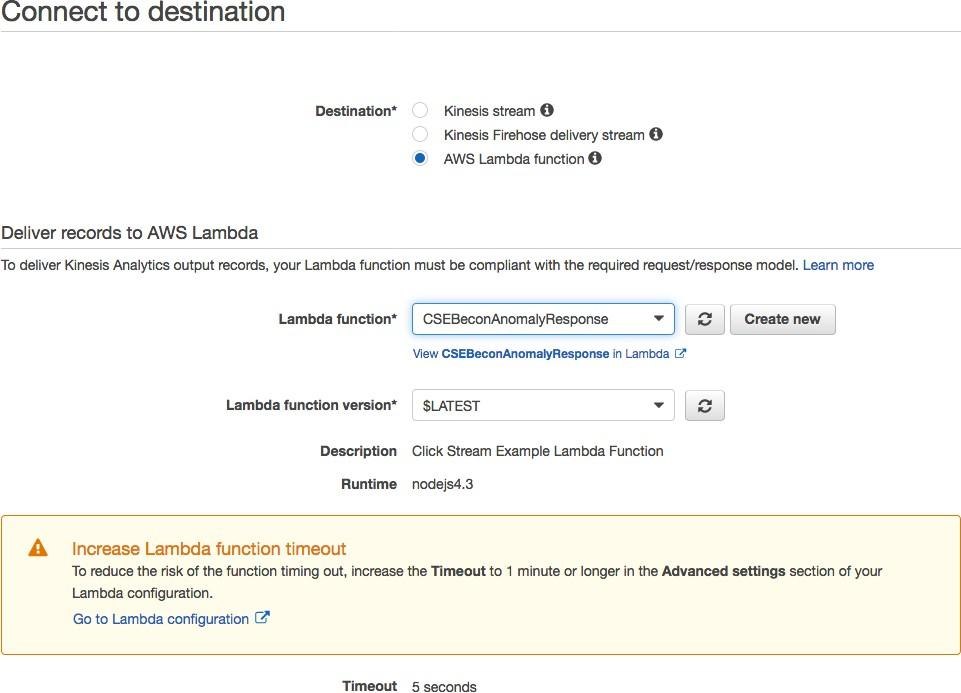 Connect to destination
Destination*
Kinesis stream
Kinesis Firehose delivery stream
AWS Lambda function
Deliver records to AWS Lambda
To deliver Kinesis Analytics output records, your Lambda function must be compliant with the required request/response model. Learn more
Lambda function* CSEBeconAnomalyResponse Create new
View CSEBeconAnomalyResponse in Lambda
Lambda function version* $LATEST
Description Click Stream Example Lambda Function
Runtime nodejs4.3
Increase Lambda function timeout
To reduce the risk of the function timing out, increase the Timeout to 1 minute or longer in the Advanced settings section of your
Lambda configuration.
Go to Lambda configuration
Timeout 5 seconds